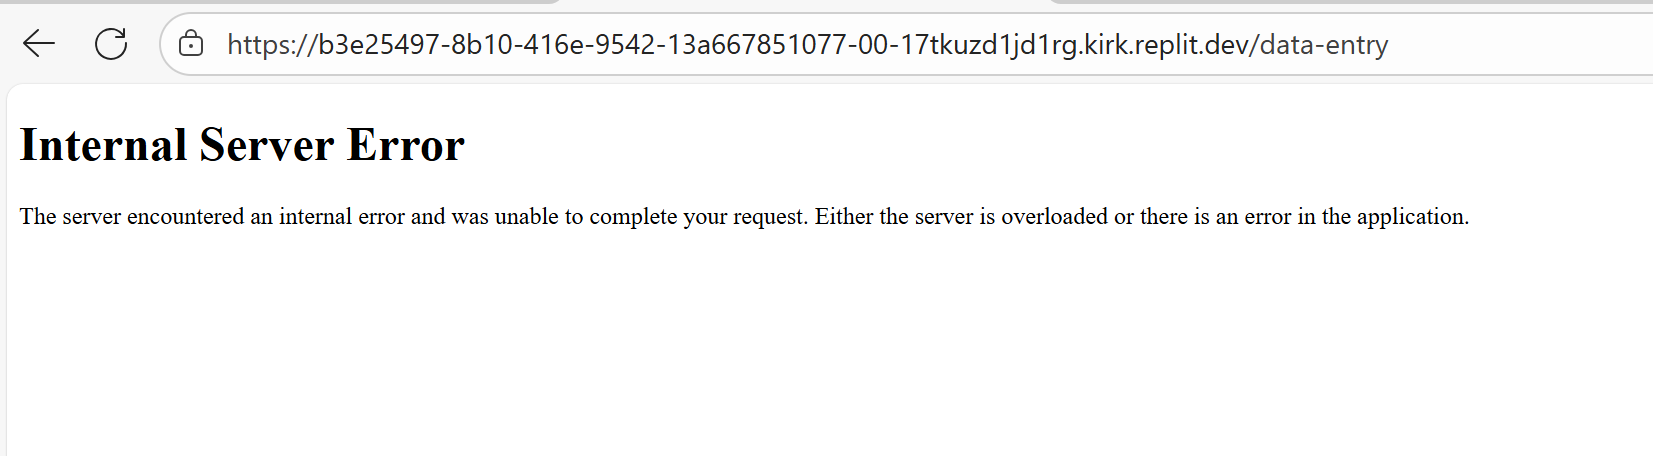 https://b3e25497-8b10-416e-9542-13a667851077-00-17tkuzd1jd1rg.kirk.replit.dev/data-entry
Internal Server Error
The server encountered an internal error and was unable to complete your request. Either the server is overloaded or there is an error in the application.